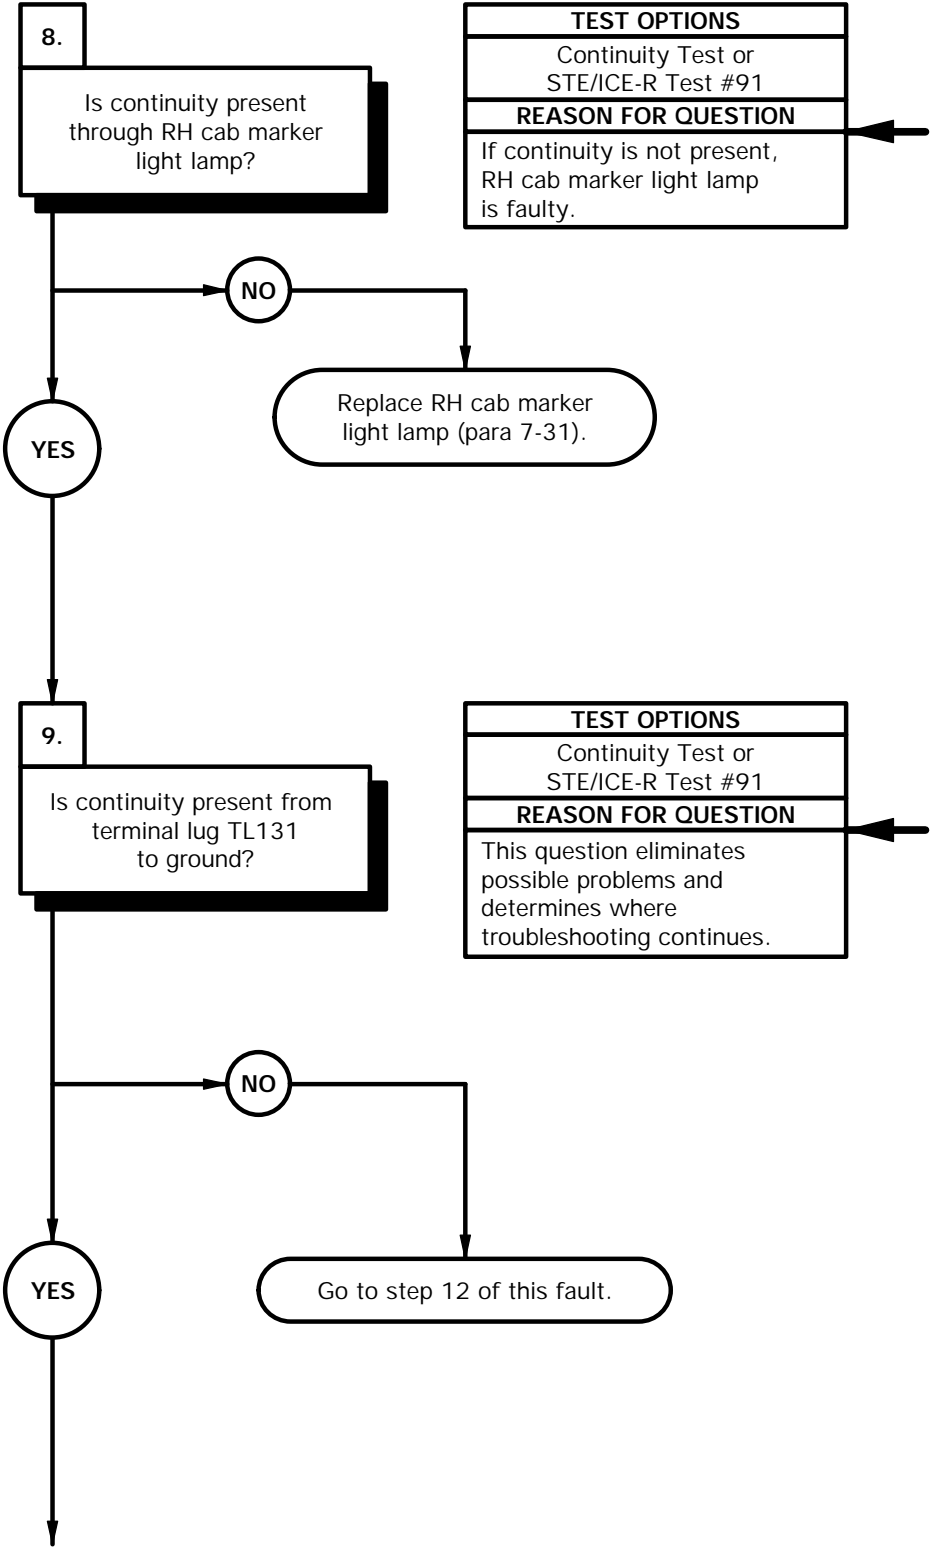 8.
Is continuity present
through RH cab marker
light lamp?
TEST OPTIONS
Continuity Test or
STE/ICE-R Test #91
REASON FOR QUESTION
If continuity is not present,
RH cab marker light lamp
is faulty.
NO
Replace RH cab marker
light lamp (para 7-31).
YES
9.
Is continuity present from
terminal lug TL131
to ground?
TEST OPTIONS
Continuity Test or
STE/ICE-R Test #91
REASON FOR QUESTION
This question eliminates
possible problems and
determines where
troubleshooting continues.
NO
Go to step 12 of this fault.
YES